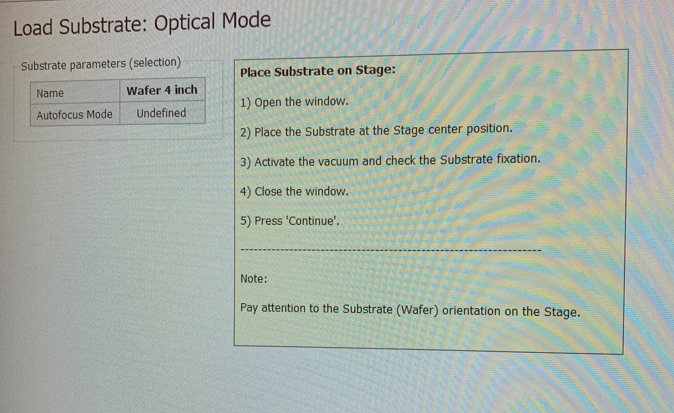 Load Substrate: Optical Mode
Substrate parameters (selection)
Name Wafer 4 inch
Autofocus Mode Undefined
Place Substrate on Stage:
1) Open the window.
2) Place the Substrate at the Stage center position.
3) Activate the vacuum and check the Substrate fixation.
4) Close the window.
5) Press 'Continue'.
------------------------------------------------------------
Note:
Pay attention to the Substrate (Wafer) orientation on the Stage.